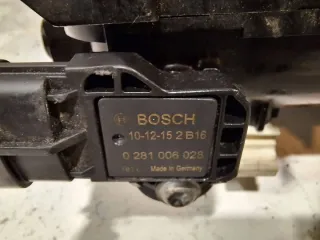 BOSCH
10-12-15 2 B16
0 281 006 028
Made in Germany